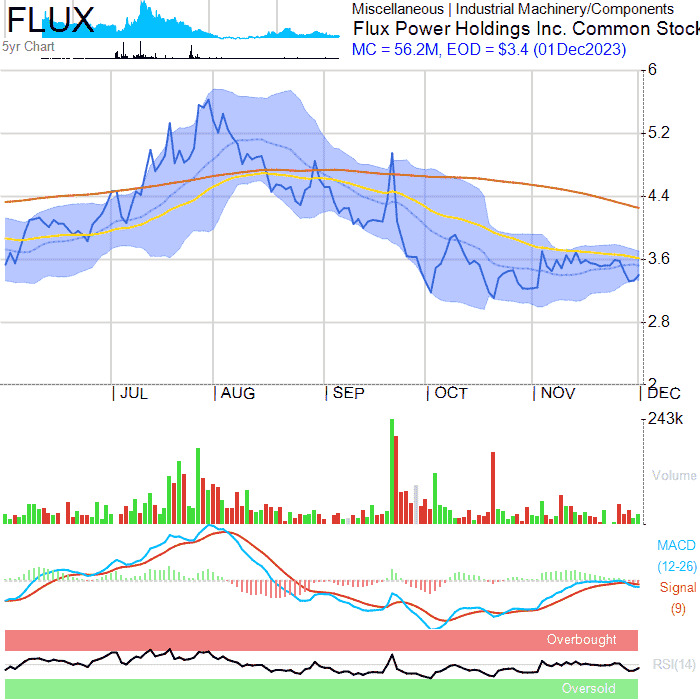 FLUX
5yr Chart
Miscellaneous | Industrial Machinery/Components
Flux Power Holdings Inc. Common Stock
MC = 56.2M, EOD = $3.4 (01Dec2023)
6
5.2
4.4
3.6
2.8
2
JUL AUG SEP OCT NOV DEC
243k
Volume
MACD
(12-26)
Signal
(9)
Overbought
RSI(14)
Oversold